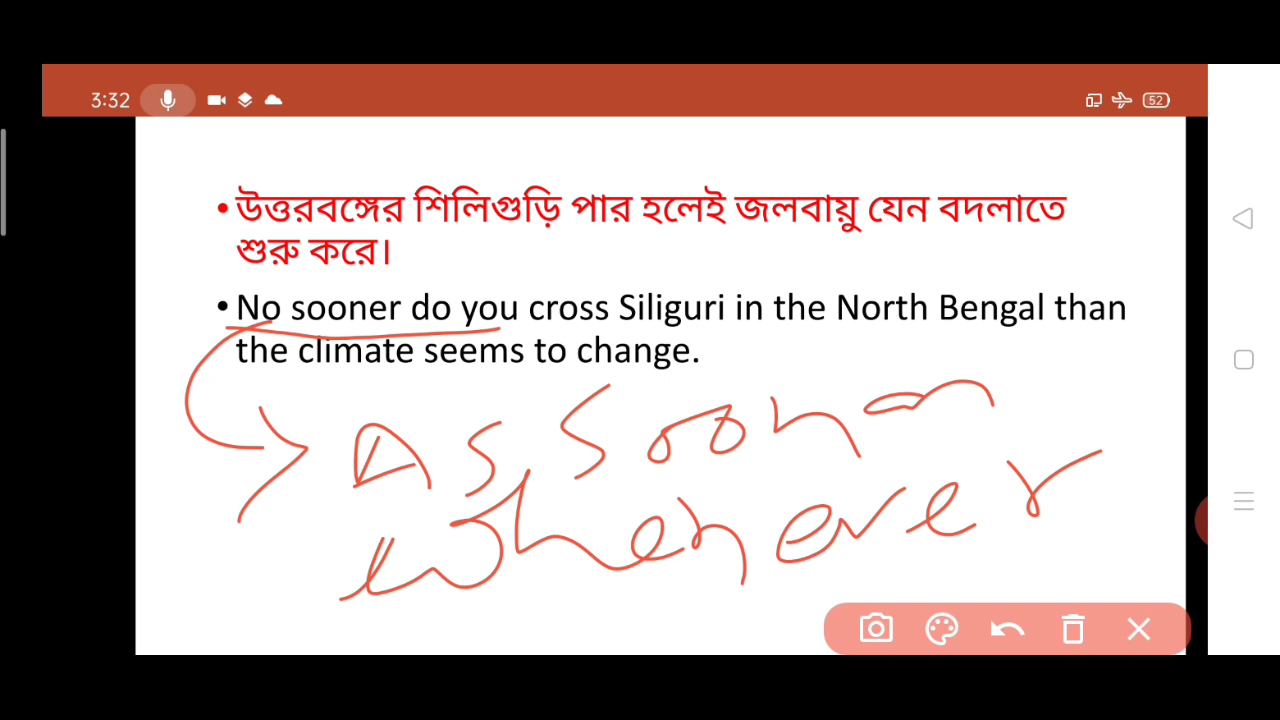 3:32
52
• উত্তরবঙ্গের শিলিগুড়ি পার হলেই জলবায়ু যেন বদলাতে
শুরু করে।
• No sooner do you cross Siliguri in the North Bengal than
the climate seems to change.
As soon as
whenever